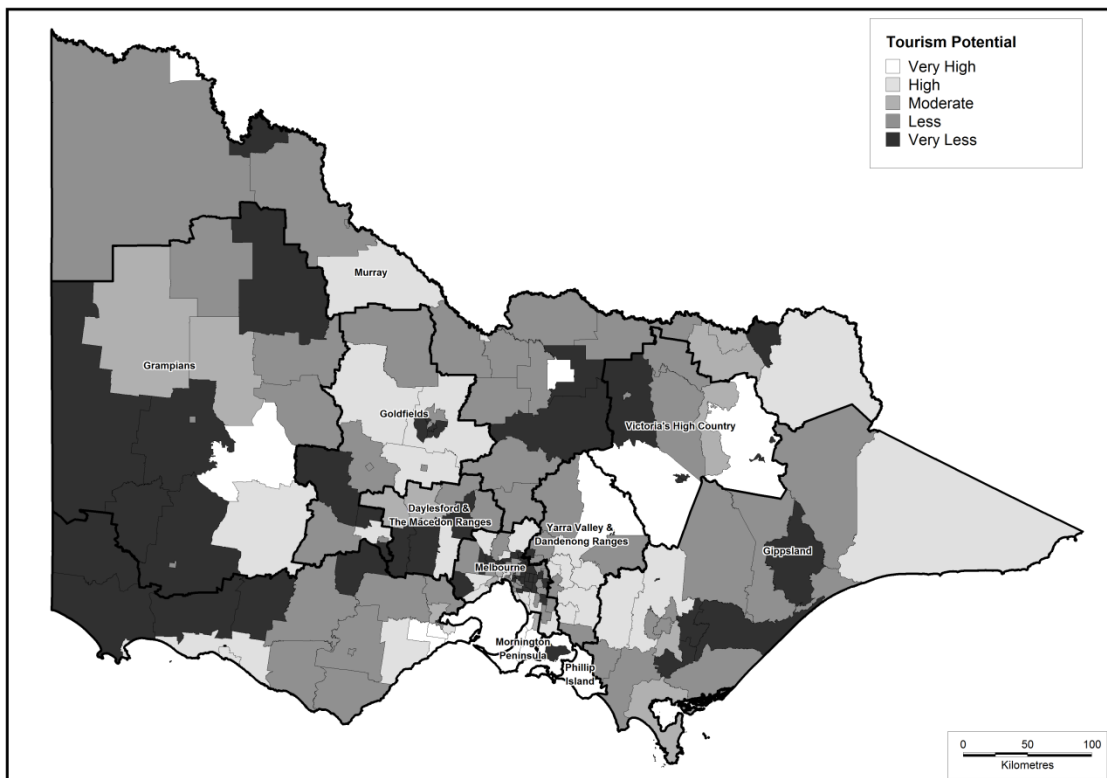 Tourism Potential
Very High
High
Moderate
Less
Very Less
Murray
Grampians
Goldfields
Victoria's High Country
Daylesford &
The Macedon Ranges
Yarra Valley &
Dandenong Ranges
Gippsland
Melbourne
Mornington
Peninsula
Phillip
Island
0 50 100
Kilometres